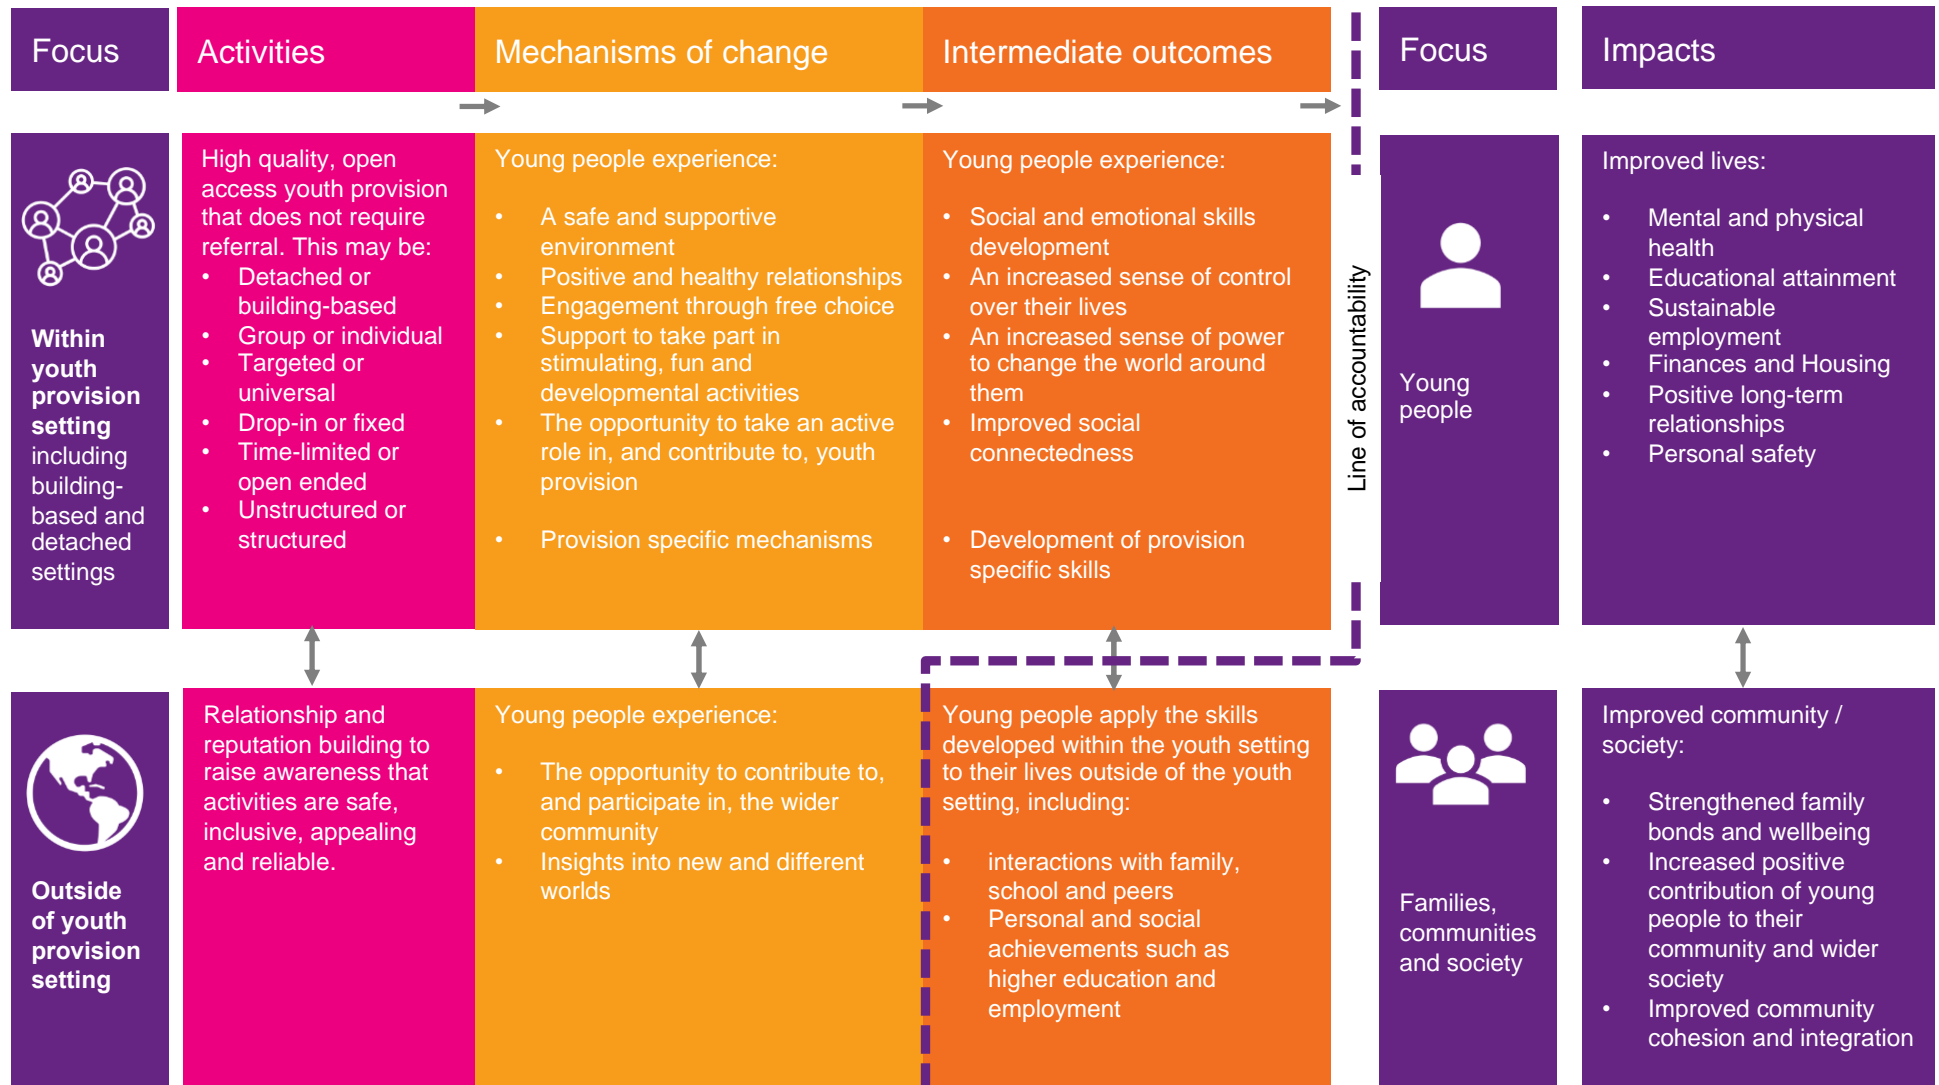 Focus
Activities
Mechanisms of change
Intermediate outcomes
Focus
Impacts
Within
youth
provision
setting
including
building-
based and
detached
settings
High quality, open
access youth provision
that does not require
referral. This may be:
• Detached or
building-based
• Group or individual
• Targeted or
universal
• Drop-in or fixed
• Time-limited or
open ended
• Unstructured or
structured
Young people experience:
• A safe and supportive
environment
• Positive and healthy relationships
• Engagement through free choice
• Support to take part in
stimulating, fun and
developmental activities
• The opportunity to take an active
role in, and contribute to, youth
provision
• Provision specific mechanisms
Young people experience:
• Social and emotional skills
development
• An increased sense of control
over their lives
• An increased sense of power
to change the world around
them
• Improved social
connectedness
• Development of provision
specific skills
Line of accountability
Young
people
Improved lives:
• Mental and physical
health
• Educational attainment
• Sustainable
employment
• Finances and Housing
• Positive long-term
relationships
• Personal safety
Outside
of youth
provision
setting
Relationship and
reputation building to
raise awareness that
activities are safe,
inclusive, appealing
and reliable.
Young people experience:
• The opportunity to contribute to,
and participate in, the wider
community
• Insights into new and different
worlds
Young people apply the skills
developed within the youth setting
to their lives outside of the youth
setting, including:
• interactions with family,
school and peers
• Personal and social
achievements such as
higher education and
employment
Families,
communities
and society
Improved community /
society:
• Strengthened family
bonds and wellbeing
• Increased positive
contribution of young
people to their
community and wider
society
• Improved community
cohesion and integration